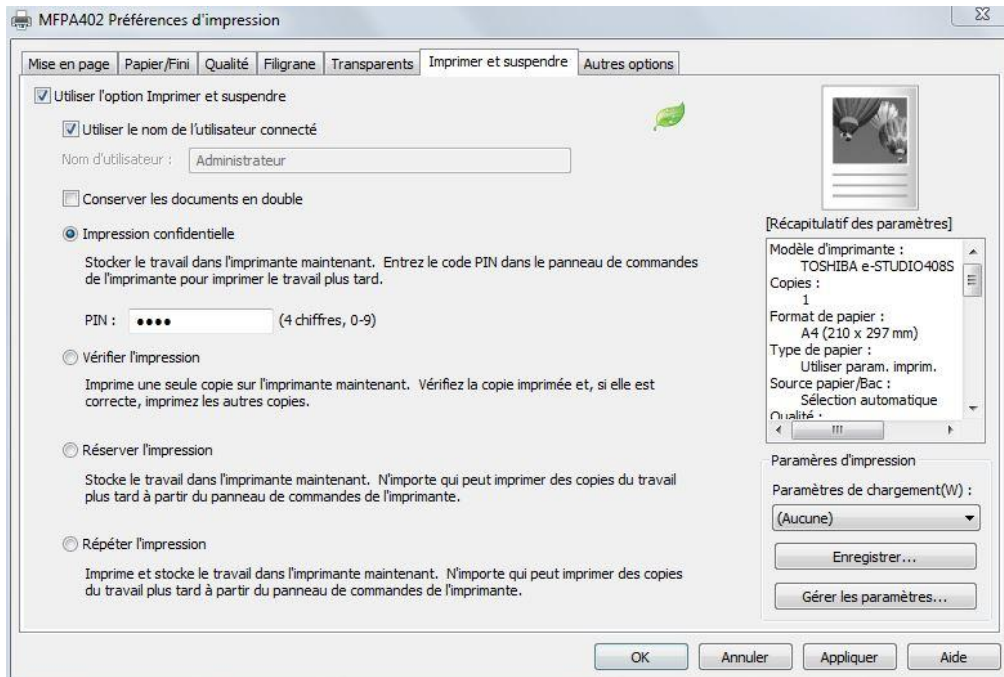 MFPA402 Préférences d'impression
Mise en page
Papier/Fini
Qualité
Filigrane
Transparents
Imprimer et suspendre
Autres options
Utiliser l'option Imprimer et suspendre
Utiliser le nom de l'utilisateur connecté
Nom d'utilisateur :
Administrateur
Conserver les documents en double
Impression confidentielle
Stocker le travail dans l'imprimante maintenant. Entrez le code PIN dans le panneau de commandes
de l'imprimante pour imprimer le travail plus tard.
PIN :
(4 chiffres, 0-9)
Vérifier l'impression
Imprime une seule copie sur l'imprimante maintenant. Vérifiez la copie imprimée et, si elle est
correcte, imprimez les autres copies.
Réserver l'impression
Stocke le travail dans l'imprimante maintenant. N'importe qui peut imprimer des copies du travail
plus tard à partir du panneau de commandes de l'imprimante.
Répéter l'impression
Imprime et stocke le travail dans l'imprimante maintenant. N'importe qui peut imprimer des copies
du travail plus tard à partir du panneau de commandes de l'imprimante.
[Récapitulatif des paramètres]
Modèle d'imprimante :
TOSHIBA e-STUDIO408S
Copies :
1
Format de papier :
A4 (210 x 297 mm)
Type de papier :
Utiliser param. imprim.
Source papier/Bac :
Sélection automatique
Qualité :
Paramères d'impression
Paramètres de chargement(W) :
(Aucune)
Enregistrer...
Gérer les paramètres...
OK
Annuler
Appliquer
Aide